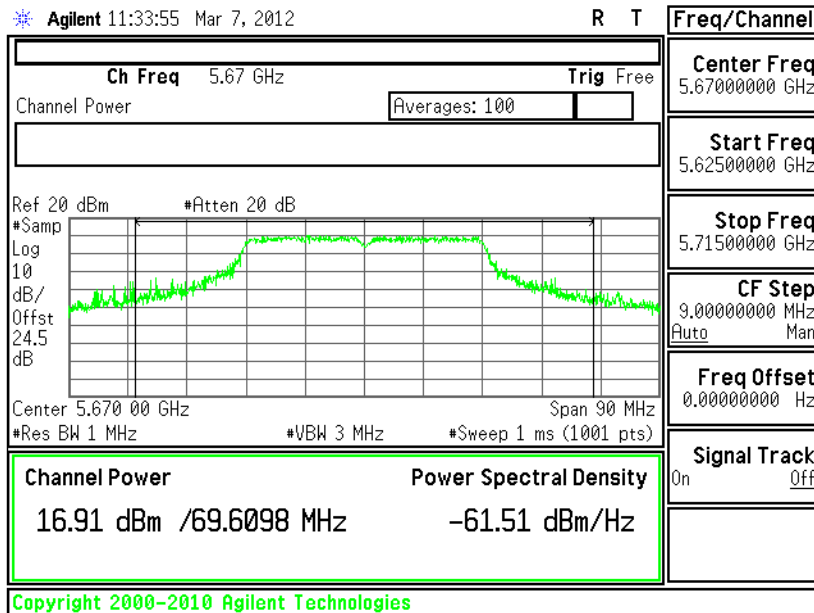 Agilent 11:33:55 Mar 7, 2012 R T
Freq/Channel
Ch Freq 5.67 GHz Trig Free
Channel Power Averages: 100
Center Freq
5.67000000 GHz
Start Freq
5.62500000 GHz
Stop Freq
5.71500000 GHz
CF Step
9.00000000 MHz
Auto Man
Freq Offset
0.00000000 Hz
Signal Track
On Off
Ref 20 dBm #Atten 20 dB
#Samp
Log
10
dB/
Offst
24.5
dB
Center 5.670 00 GHz Span 90 MHz
#Res BW 1 MHz #VBW 3 MHz #Sweep 1 ms (1001 pts)
Channel Power Power Spectral Density
16.91 dBm /69.6098 MHz -61.51 dBm/Hz
Copyright 2000-2010 Agilent Technologies